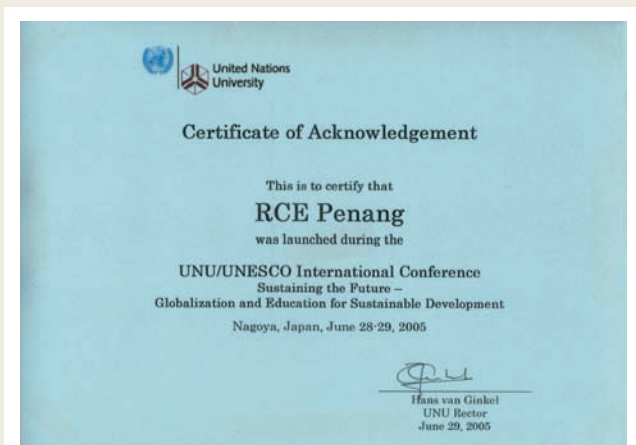 United Nations
University
Certificate of Acknowledgement
This is to certify that
RCE Penang
was launched during the
UNU/UNESCO International Conference
Sustaining the Future –
Globalization and Education for Sustainable Development
Nagoya, Japan, June 28-29, 2005
Hans van Ginkel
UNU Rector
June 29, 2005